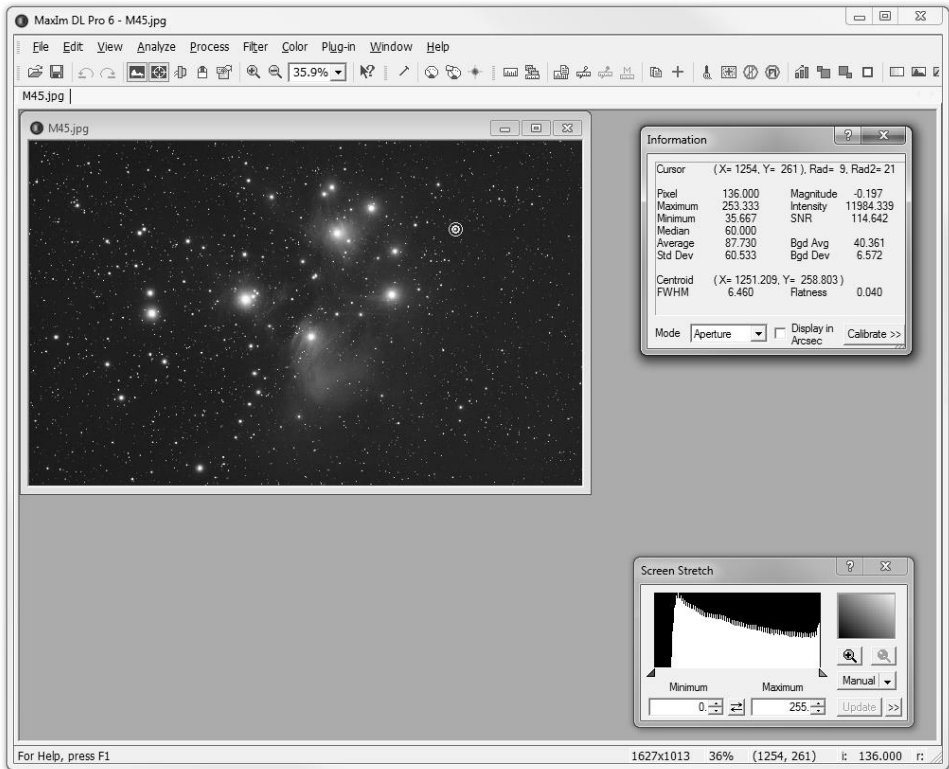 MaxIm DL Pro 6 - M45.jpg
File Edit View Analyze Process Filter Color Plug-in Window Help
35.9%
M45.jpg
M45.jpg
Information
Cursor (X= 1254, Y= 261), Rad= 9, Rad2= 21
Pixel 136.000 Magnitude -0.197
Maximum 253.333 Intensity 11984.339
Minimum 35.667 SNR 114.642
Median 60.000
Average 87.730 Bgd Avg 40.361
Std Dev 60.533 Bgd Dev 6.572
Centroid (X= 1251.209, Y= 258.803)
FWHM 6.460 Flatness 0.040
Mode Aperture Display in Arcsec Calibrate >>
Screen Stretch
Manual
Minimum Maximum
0. 255. Update >>
For Help, press F1 1627x1013 36% (1254, 261) i: 136.000 r: